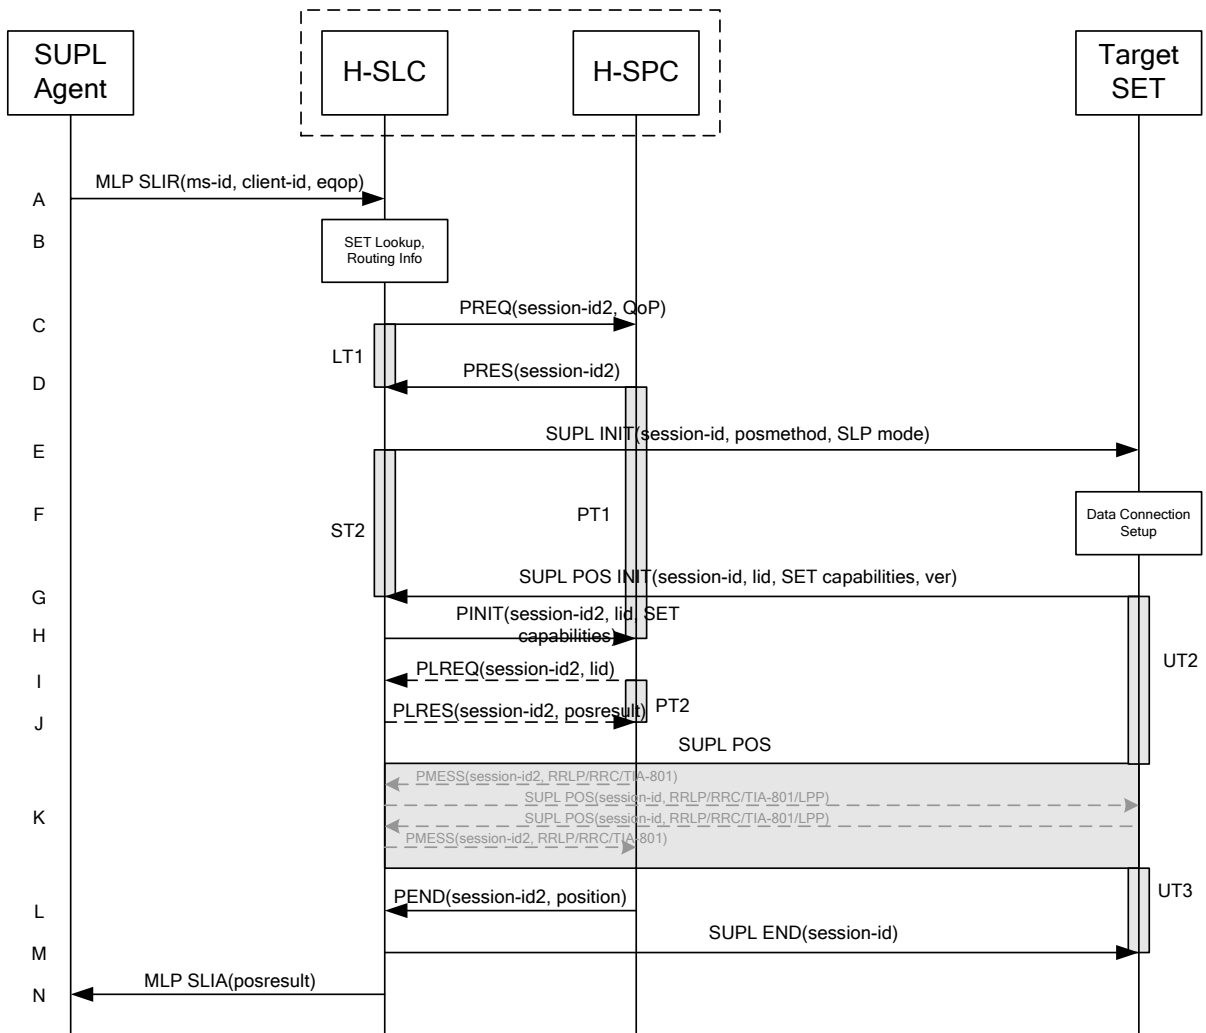 SUPL
Agent
H-SLC
H-SPC
Target
SET
A
MLP SLIR(ms-id, client-id, eqop)
B
SET Lookup,
Routing Info
C
PREQ(session-id2, QoP)
LT1
D
PRES(session-id2)
E
SUPL INIT(session-id, posmethod, SLP mode)
F
ST2
PT1
Data Connection
Setup
G
SUPL POS INIT(session-id, lid, SET capabilities, ver)
H
PINIT(session-id2, lid, SET
capabilities)
UT2
I
PLREQ(session-id2, lid)
PT2
J
PLRES(session-id2, posresult)
SUPL POS
K
PMESS(session-id2, RRLP/RRC/TIA-801)
SUPL POS(session-id, RRLP/RRC/TIA-801/LPP)
SUPL POS(session-id, RRLP/RRC/TIA-801/LPP)
PMESS(session-id2, RRLP/RRC/TIA-801)
L
PEND(session-id2, position)
UT3
M
SUPL END(session-id)
N
MLP SLIA(posresult)